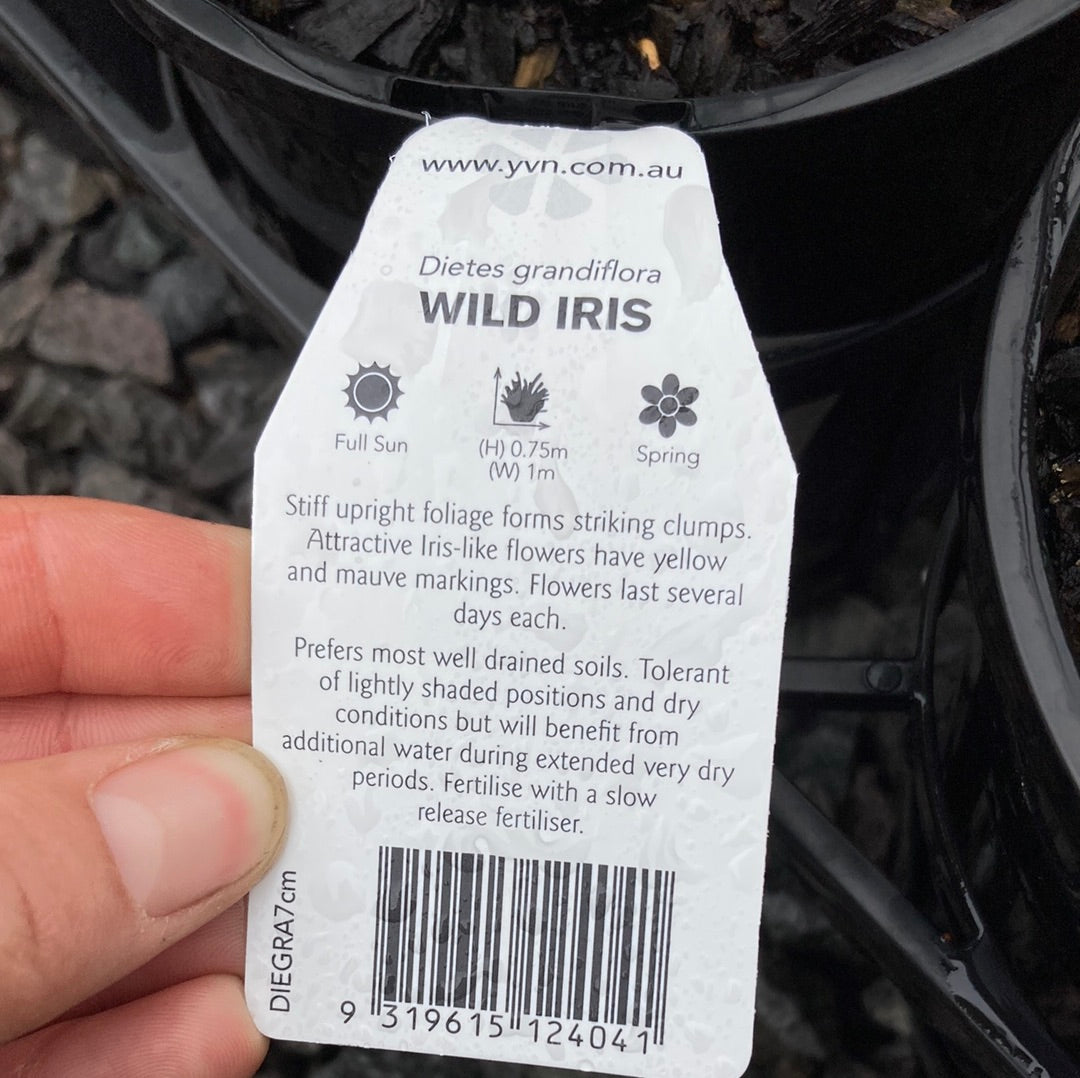 www.yvn.com.au
Dietes grandiflora
WILD IRIS
Full Sun
(H) 0.75m
(W) 1m
Spring
Stiff upright foliage forms striking clumps.
Attractive Iris-like flowers have yellow
and mauve markings. Flowers last several
days each.
Prefers most well drained soils. Tolerant
of lightly shaded positions and dry
conditions but will benefit from
additional water during extended very dry
periods. Fertilise with a slow
release fertiliser.
DIEGRA7cm
9 319615 124041